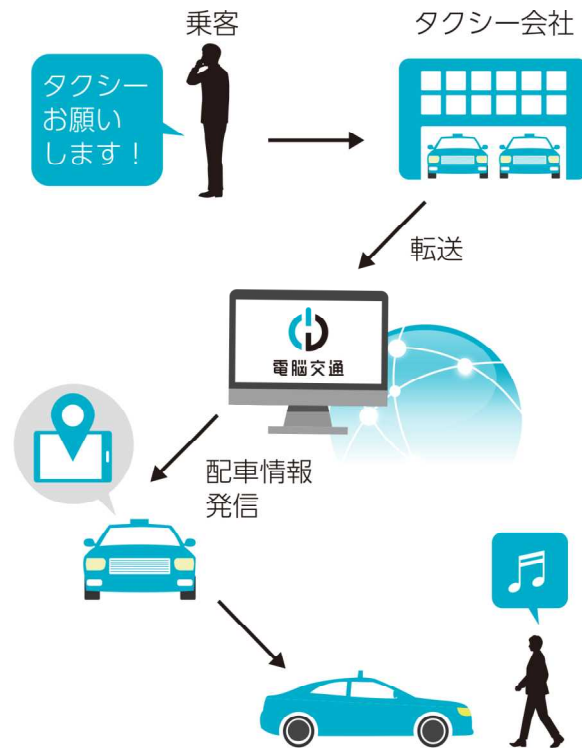 乗客
タクシー会社
タクシー
お願い
します！
転送
電脳交通
配車情報
発信